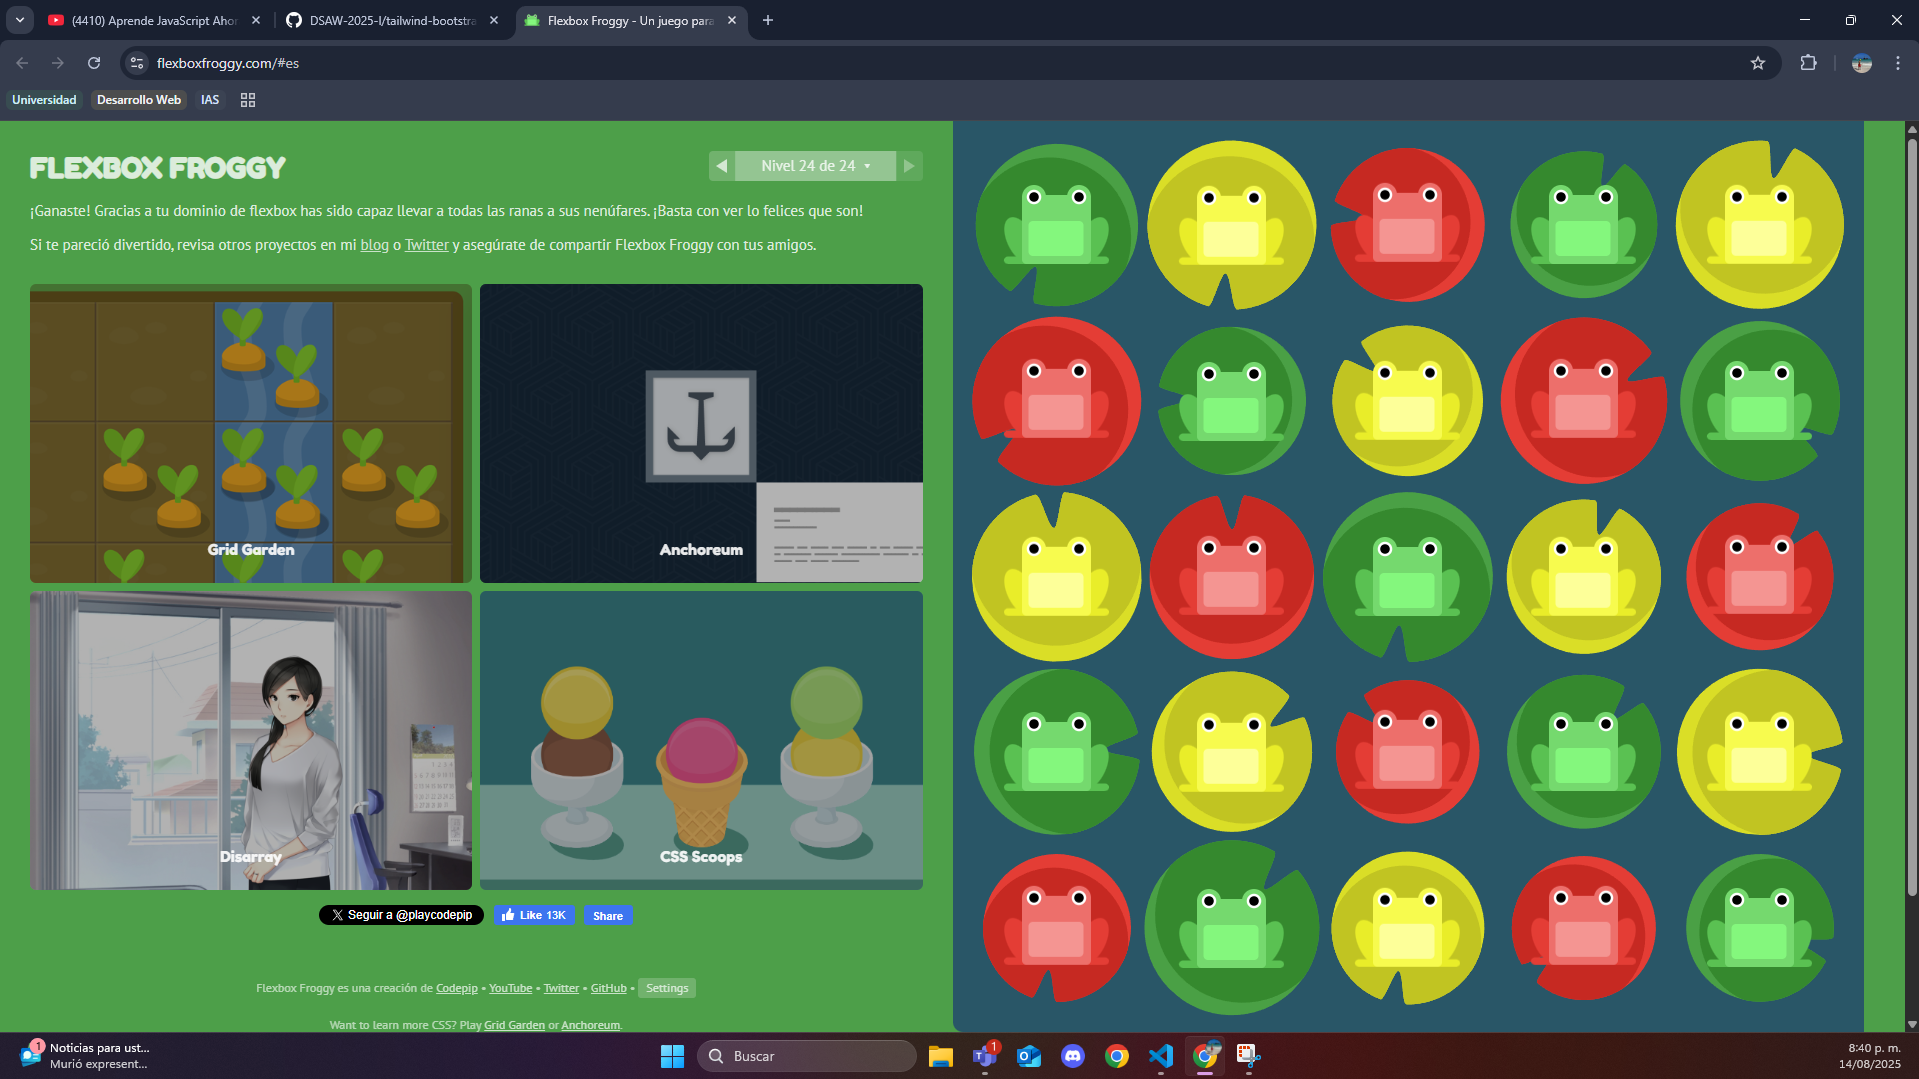 (4410) Aprende JavaScript Ahor
DSAW-2025-I/tailwind-bootstra
Flexbox Froggy - Un juego para
flexboxfroggy.com/#es
Universidad
Desarrollo Web
IAS
FLEXBOX FROGGY
Nivel 24 de 24
¡Ganaste! Gracias a tu dominio de flexbox has sido capaz llevar a todas las ranas a sus nenúfares. ¡Basta con ver lo felices que son!
Si te pareció divertido, revisa otros proyectos en mi blog o Twitter y asegúrate de compartir Flexbox Froggy con tus amigos.
Grid Garden
Anchoreum
Disarray
CSS Scoops
Seguir a @playcodepip
Like 13K
Share
Flexbox Froggy es una creación de Codepip • YouTube • Twitter • GitHub • Settings
Want to learn more CSS? Play Grid Garden or Anchoreum.
1
Noticias para ust...
Murió expresent...
Buscar
1
8:40 p. m.
14/08/2025